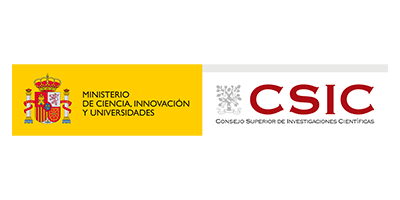 MINISTERIO
DE CIENCIA, INNOVACIÓN
Y UNIVERSIDADES
CSIC
CONSEJO SUPERIOR DE INVESTIGACIONES CIENTÍFICAS